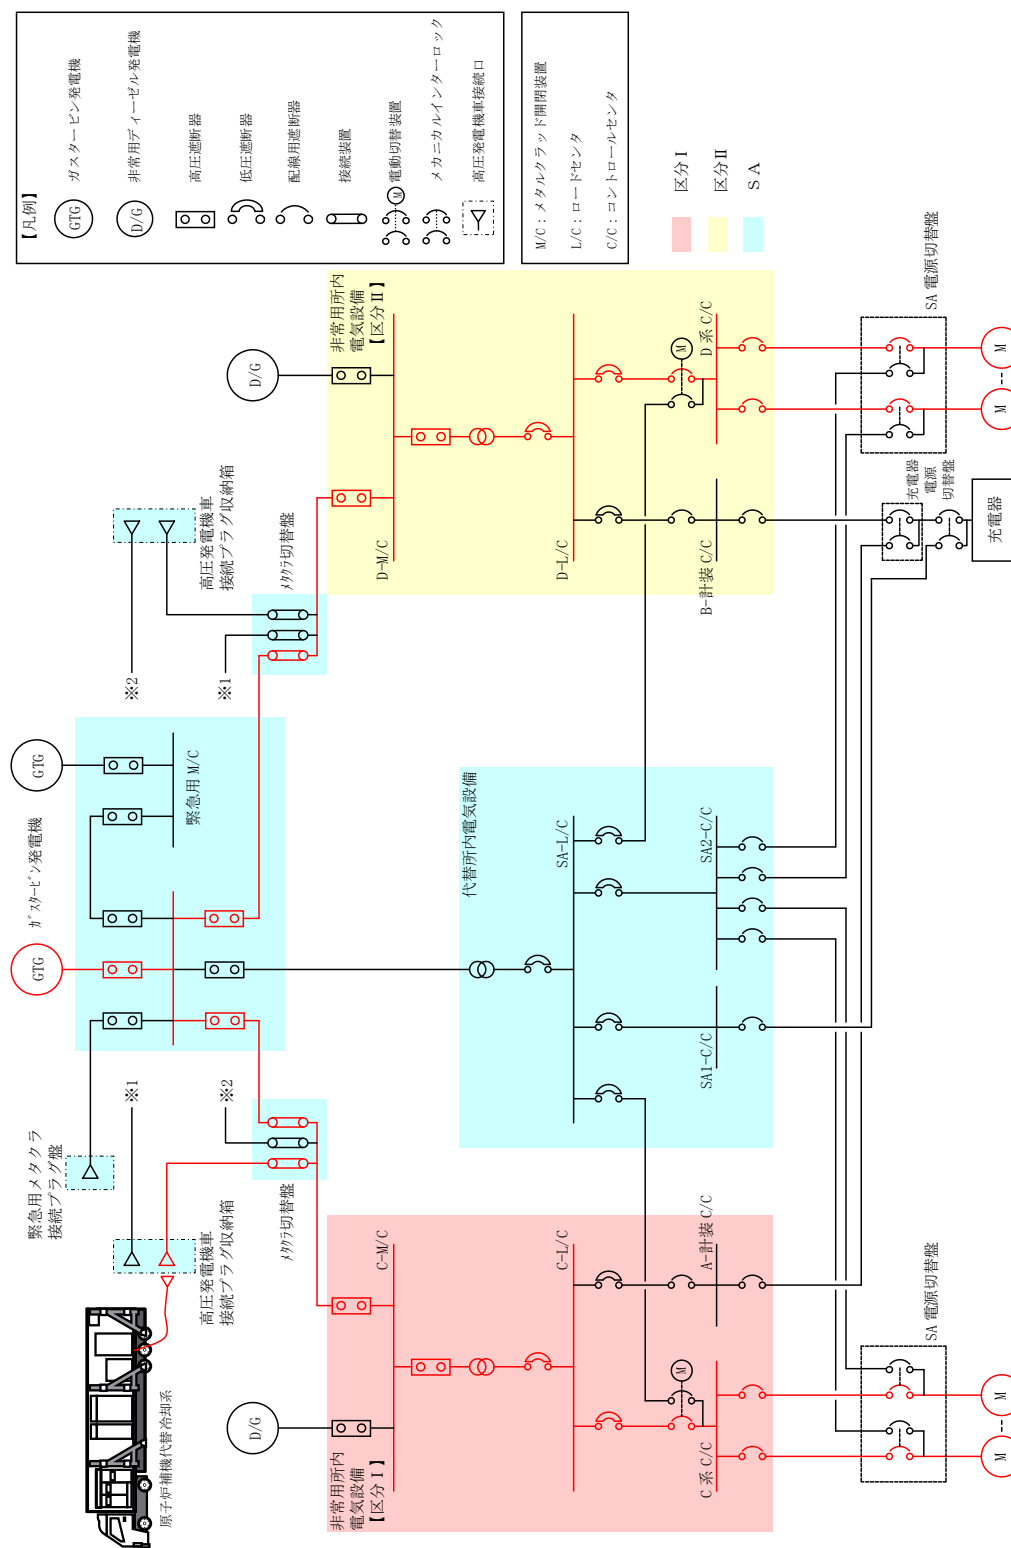 【凡例】
GTG
ガスタービン発電機
D/G
非常用ディーゼル発電機
高圧遮断器
低圧遮断器
配線用遮断器
接続装置
M
電動切替装置
メカニカルインターロック
高圧発電機車接続口
M/C：メタルクラッド開閉装置
L/C：ロードセンタ
C/C：コントロールセンタ
区分Ⅰ
区分Ⅱ
ＳＡ
原子炉補機代替冷却系
緊急用メタクラ
接続プラグ盤
高圧発電機車
接続プラグ収納箱
※1
※2
ﾒﾀｸﾗ切替盤
ｶﾞｽﾀｰﾋﾞﾝ発電機
GTG
GTG
緊急用 M/C
※2
※1
高圧発電機車
接続プラグ収納箱
ﾒﾀｸﾗ切替盤
D/G
非常用所内
電気設備
【区分Ⅰ】
C-M/C
C-L/C
M
C 系 C/C
A-計装 C/C
SA 電源切替盤
M
M
代替所内電気設備
SA-L/C
SA1-C/C
SA2-C/C
D/G
非常用所内
電気設備
【区分Ⅱ】
D-M/C
D-L/C
M
B-計装 C/C
D 系 C/C
充電器
電源
切替盤
充電器
SA 電源切替盤
M
M